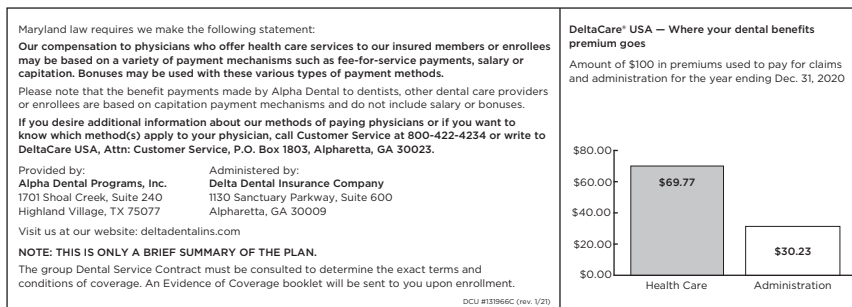 Maryland law requires we make the following statement:
Our compensation to physicians who offer health care services to our insured members or enrollees
may be based on a variety of payment mechanisms such as fee-for-service payments, salary or
capitation. Bonuses may be used with these various types of payment methods.
Please note that the benefit payments made by Alpha Dental to dentists, other dental care providers
or enrollees are based on capitation payment mechanisms and do not include salary or bonuses.
If you desire additional information about our methods of paying physicians or if you want to
know which method(s) apply to your physician, call Customer Service at 800-422-4234 or write to
DeltaCare USA, Attn: Customer Service, P.O. Box 1803, Alpharetta, GA 30023.
Provided by:
Alpha Dental Programs, Inc.
1701 Shoal Creek, Suite 240
Highland Village, TX 75077
Administered by:
Delta Dental Insurance Company
1130 Sanctuary Parkway, Suite 600
Alpharetta, GA 30009
Visit us at our website: deltadentalins.com
NOTE: THIS IS ONLY A BRIEF SUMMARY OF THE PLAN.
The group Dental Service Contract must be consulted to determine the exact terms and
conditions of coverage. An Evidence of Coverage booklet will be sent to you upon enrollment.
DCU #131966C (rev. 1/21)
DeltaCare® USA — Where your dental benefits
premium goes
Amount of $100 in premiums used to pay for claims
and administration for the year ending Dec. 31, 2020
$80.00
$60.00
$40.00
$20.00
$0.00
$69.77
$30.23
Health Care
Administration